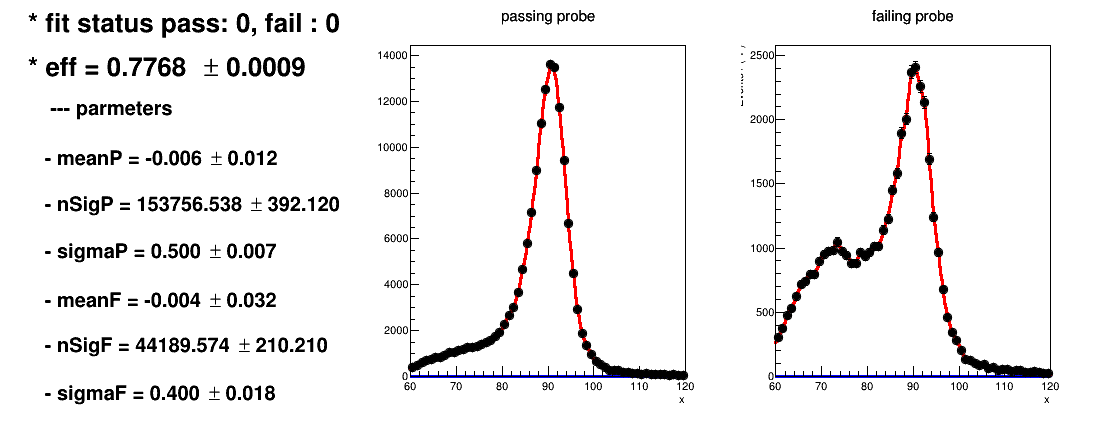 * fit status pass: 0, fail : 0
* eff = 0.7768 ± 0.0009
--- parmeters
- meanP = -0.006 ± 0.012
- nSigP = 153756.538 ± 392.120
- sigmaP = 0.500 ± 0.007
- meanF = -0.004 ± 0.032
- nSigF = 44189.574 ± 210.210
- sigmaF = 0.400 ± 0.018
passing probe
14000
12000
10000
8000
6000
4000
2000
0
60 70 80 90 100 110 120
x
failing probe
2500
2000
1500
1000
500
0
60 70 80 90 100 110 120
x